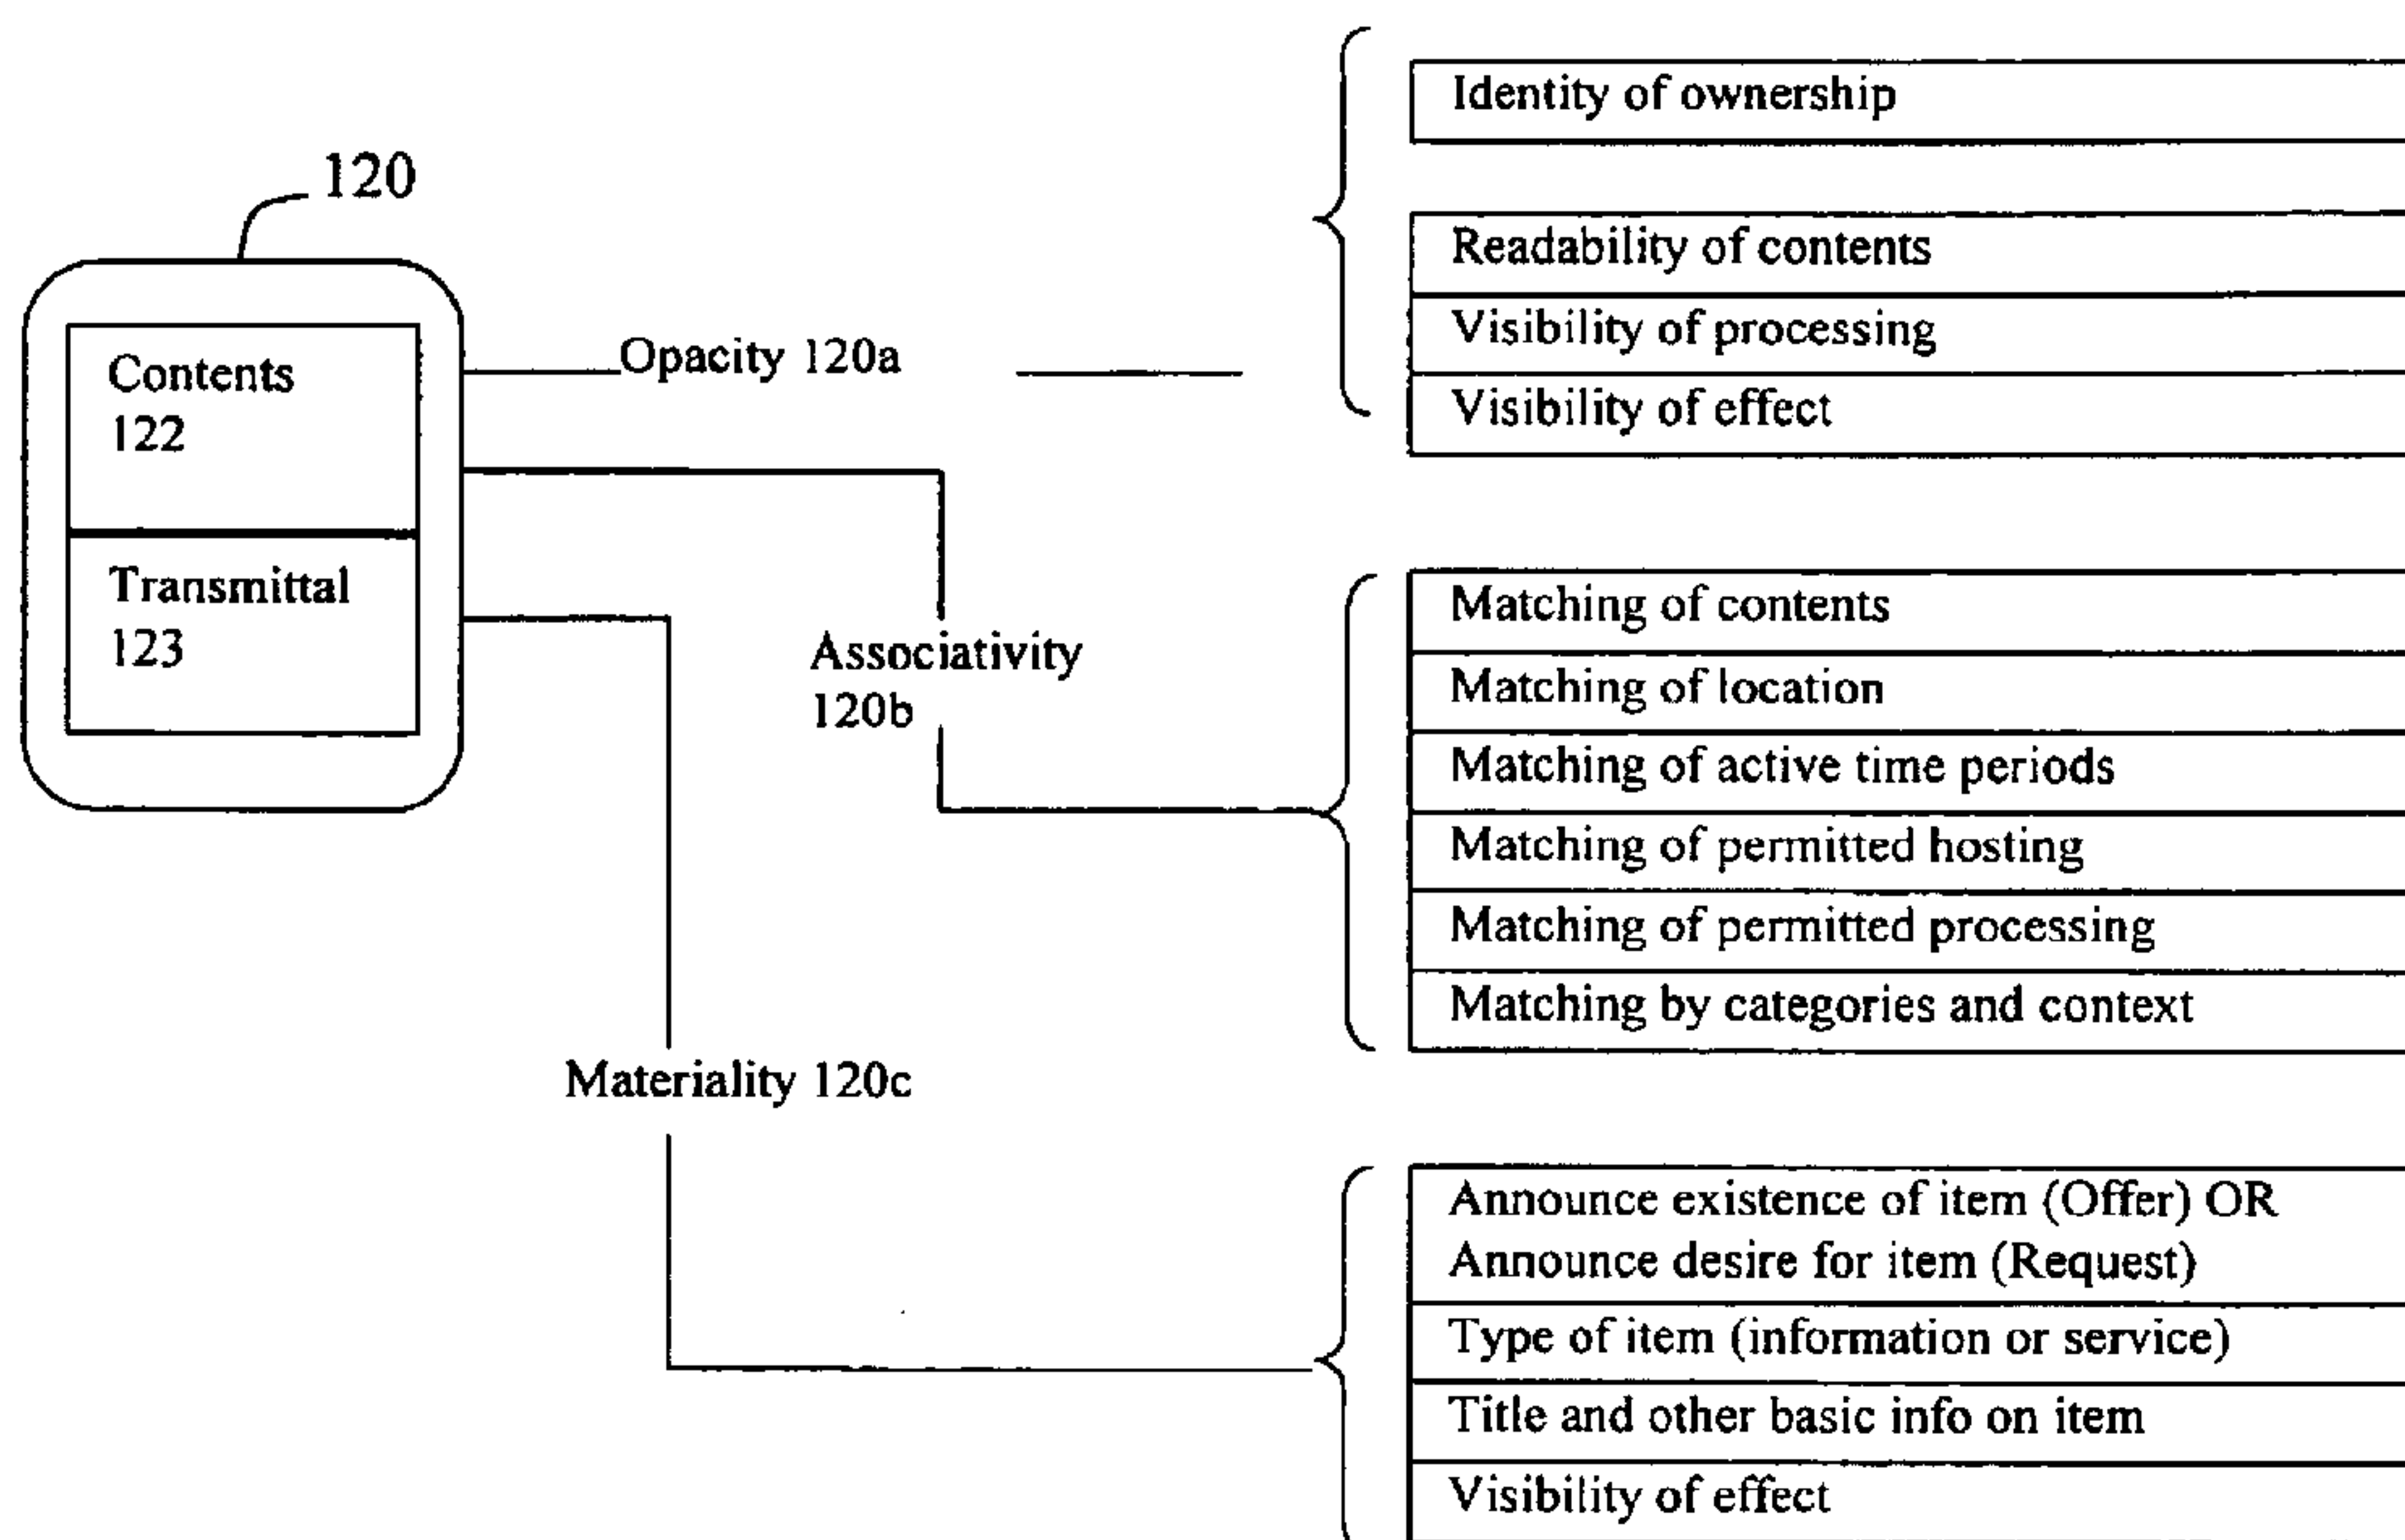 120
Contents
122
Transmittal
123
Opacity 120a
Associativity
120b
Materiality 120c
Identity of ownership
Readability of contents
Visibility of processing
Visibility of effect
Matching of contents
Matching of location
Matching of active time periods
Matching of permitted hosting
Matching of permitted processing
Matching by categories and context
Announce existence of item (Offer) OR
Announce desire for item (Request)
Type of item (information or service)
Title and other basic info on item
Visibility of effect